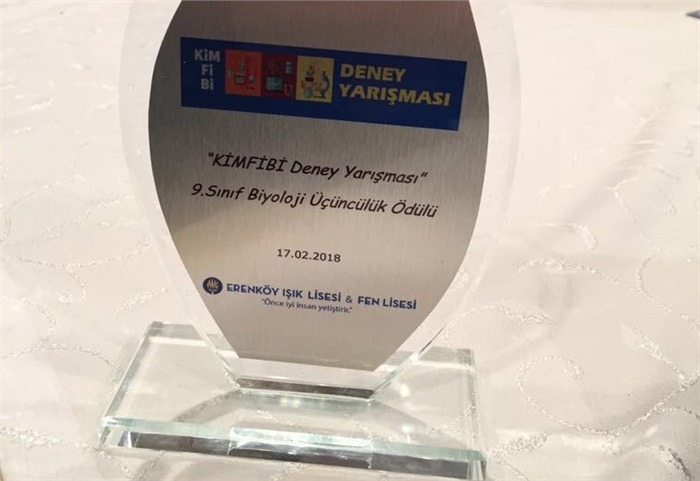 KİM
Fİ
Bİ
DENEY
YARIŞMASI
"KİMFİBİ Deney Yarışması"
9.Sınıf Biyoloji Üçüncülük Ödülü
17.02.2018
ERENKÖY IŞIK LİSESİ & FEN LİSESİ
"Önce iyi insan yetiştirir."